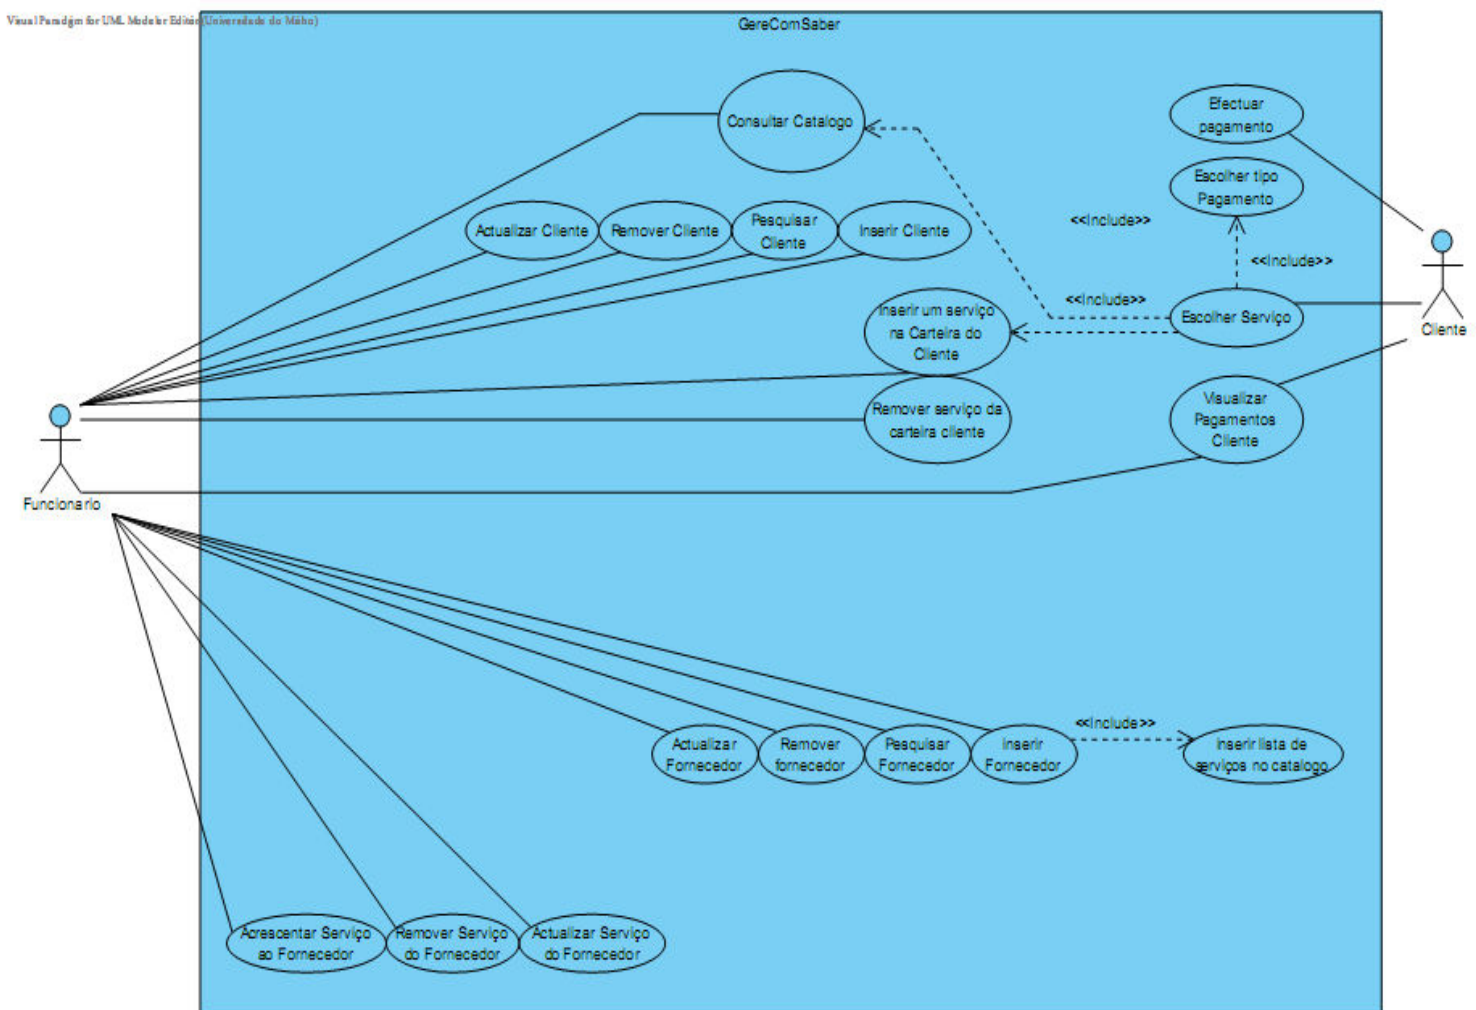 Visual Paradigm for UML Modeler Edition(Universidade do Minho)
GereComSaber
Consultar Catalogo
Efectuar
pagamento
Escolher tipo
Pagamento
<<Include>>
Actualizar Cliente
Remover Cliente
Pesquisar
Cliente
Inserir Cliente
<<Include>>
<<Include>>
Inserir um serviço
na Carteira do
Cliente
Escolher Serviço
Cliente
Remover serviço da
carteira cliente
Visualizar
Pagamentos
Cliente
Funcionario
Actualizar
Fornecedor
Remover
fornecedor
Pesquisar
Fornecedor
Inserir
Fornecedor
<<Include>>
Inserir lista de
serviços no catalogo
Acrescentar Serviço
ao Fornecedor
Remover Serviço
do Fornecedor
Actualizar Serviço
do Fornecedor